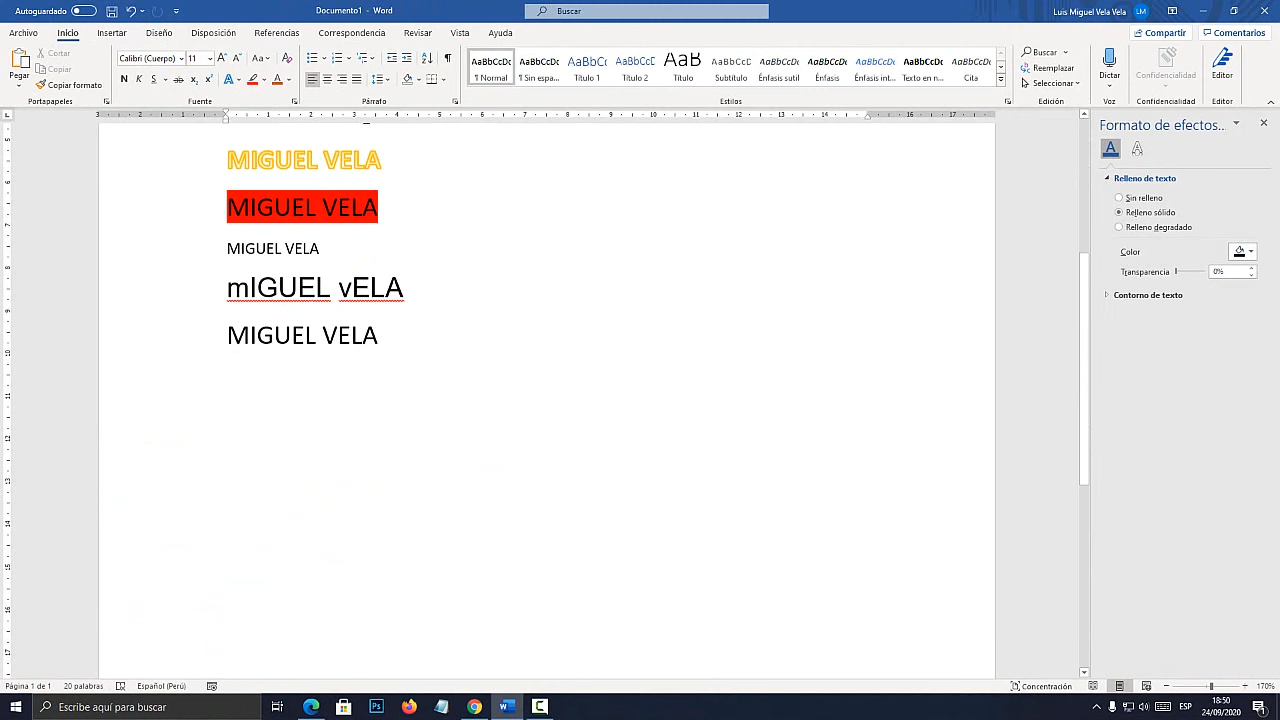 Autoguardado
Documento1 - Word
Buscar
Luis Miguel Vela Vela
LM
Archivo Inicio Insertar Diseño Disposición Referencias Correspondencia Revisar Vista Ayuda
Compartir
Comentarios
Pegar
Cortar
Copiar
Copiar formato
Portapapeles
Calibri (Cuerpo)
11
N K S
Fuente
Párrafo
AaBbCcDc
¶ Normal
AaBbCcDc
¶ Sin espa...
AaBbCc
Título 1
AaBbCcD
Título 2
AaB
Título
AaBbCcD
Subtítulo
AaBbCcDc
Énfasis sutil
AaBbCcDc
Énfasis
AaBbCcDc
Énfasis int...
AaBbCcDc
Texto en n...
AaBbCcDc
Cita
Estilos
Buscar
Reemplazar
Seleccionar
Edición
Dictar
Voz
Confidencialidad
Confidencialidad
Editor
Editor
MIGUEL VELA
MIGUEL VELA
MIGUEL VELA
mIGUEL vELA
MIGUEL VELA
Formato de efectos...
Relleno de texto
Sin relleno
Relleno sólido
Relleno degradado
Color
Transparencia
0%
Contorno de texto
Página 1 de 1
20 palabras
Español (Perú)
Concentración
170%
Escribe aquí para buscar
ESP
18:50
24/09/2020